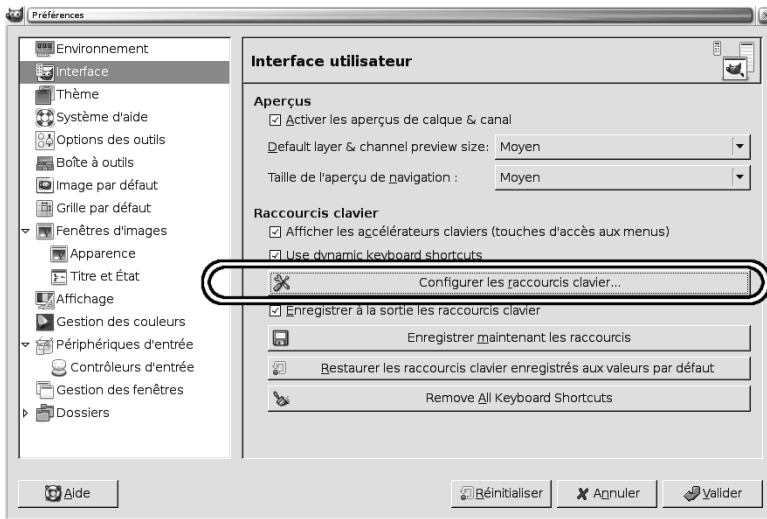 Préférences
Environnement
Interface
Thème
Système d'aide
Options des outils
Boîte à outils
Image par défaut
Grille par défaut
Fenêtres d'images
Apparence
Titre et État
Affichage
Gestion des couleurs
Périphériques d'entrée
Contrôleurs d'entrée
Gestion des fenêtres
Dossiers
Interface utilisateur
Aperçus
Activer les aperçus de calque & canal
Default layer & channel preview size: Moyen
Taille de l'aperçu de navigation : Moyen
Raccourcis clavier
Afficher les accélérateurs claviers (touches d'accès aux menus)
Use dynamic keyboard shortcuts
Configurer les raccourcis clavier...
Enregistrer à la sortie les raccourcis clavier
Enregistrer maintenant les raccourcis
Restaurer les raccourcis clavier enregistrés aux valeurs par défaut
Remove All Keyboard Shortcuts
Aide
Réinitialiser
Annuler
Valider